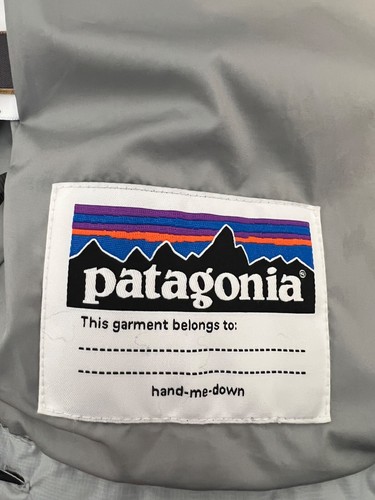 patagonia®
This garment belongs to:
hand-me-down